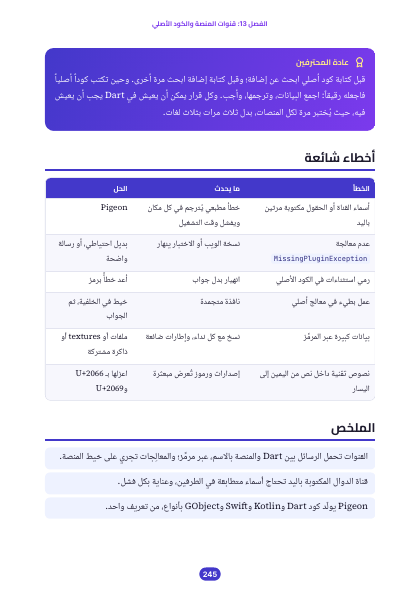 الفصل 13: قنوات المنصة والكود الأصلي
عادة المحترفين
قبل كتابة كود أصلي ابحث عن إضافة؛ وقبل كتابة إضافة ابحث مرة أخرى. وحين تكتب كوداً أصلياً
فاجعله رقيقاً: اجمع البيانات، وترجمها، وأجب. وكل قرار يمكن أن يعيش في Dart يجب أن يعيش
فيه، حيث يُختبر مرة لكل المنصات، بدل ثلاث مرات بثلاث لغات.
أخطاء شائعة
الخطأ ما يحدث الحل
أسماء القناة أو الحقول مكتوبة مرتين خطأ مطبعي يُترجم في كل مكان Pigeon
باليد ويفشل وقت التشغيل
عدم معالجة نسخة الويب أو الاختبار ينهار بديل احتياطي، أو رسالة
MissingPluginException واضحة
رمي استثناءات في الكود الأصلي انهيار بدل جواب أعد خطأً برمز
عمل بطيء في معالج أصلي نافذة متجمدة خيط في الخلفية، ثم
الجواب
بيانات كبيرة عبر المرمِّز نسخ مع كل نداء، وإطارات ضائعة ملفات أو textures أو
ذاكرة مشتركة
نصوص تقنية داخل نص من اليمين إلى إصدارات ورموز تُعرض مبعثرة اعزلها بـ U+2066
اليسار وU+2069
الملخص
القنوات تحمل الرسائل بين Dart والمنصة بالاسم، عبر مرمِّز؛ والمعالِجات تجري على خيط المنصة.
قناة الدوال المكتوبة باليد تحتاج أسماء متطابقة في الطرفين، وعناية بكل فشل.
Pigeon يولّد كود Dart وKotlin وSwift وGObject بأنواع، من تعريف واحد.
245